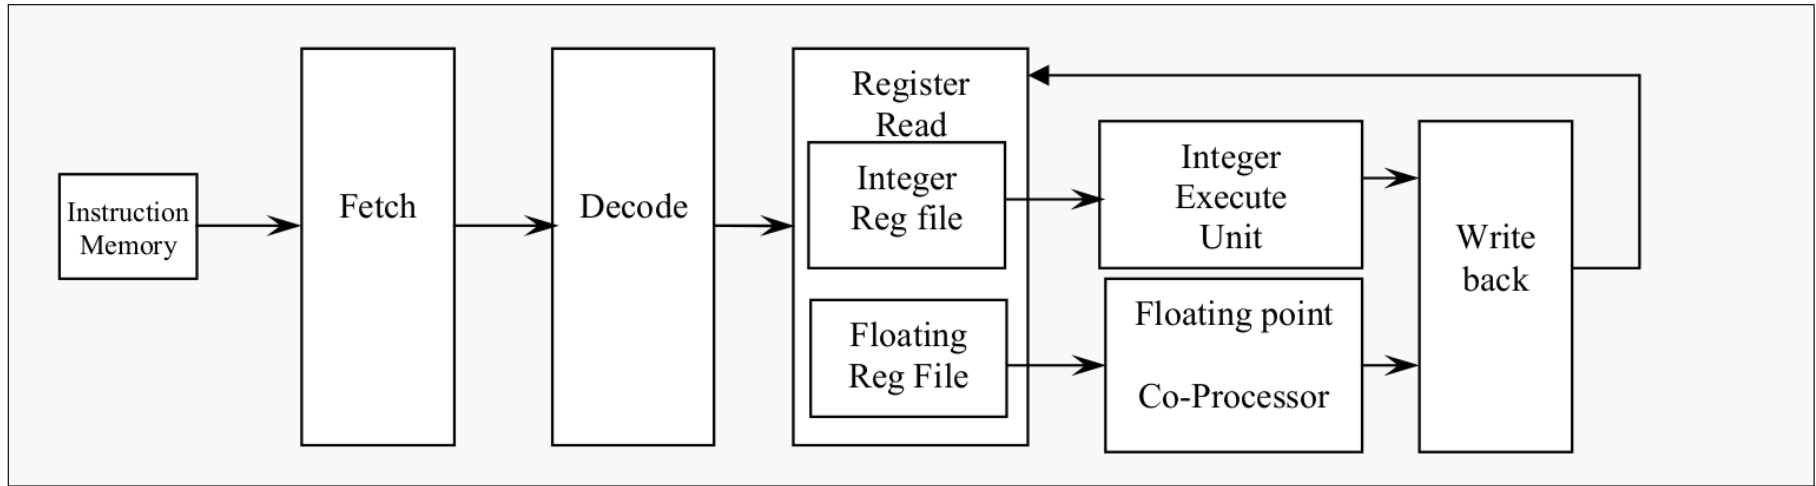 Instruction
Memory
Fetch
Decode
Register
Read
Integer
Reg file
Floating
Reg File
Integer
Execute
Unit
Floating point
Co-Processor
Write
back